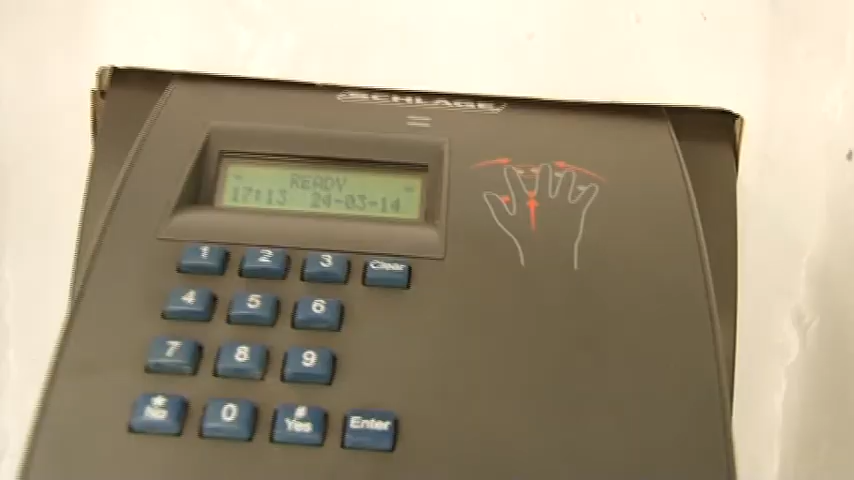 SCHLAGE
READY
17:13 24-03-14
1 2 3 Clear
4 5 6
7 8 9
* 0 #
No Yes Enter